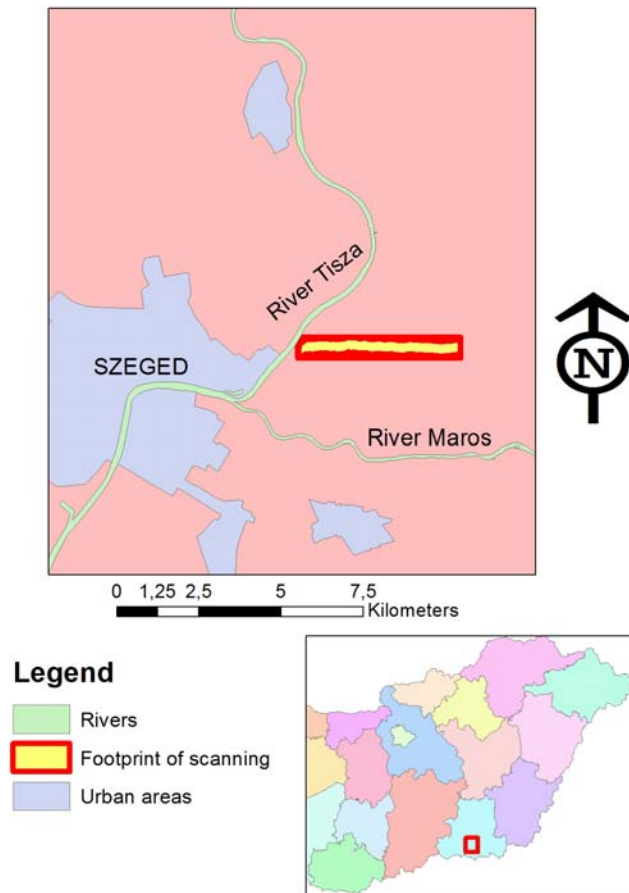 River Tisza
SZEGED
River Maros
N
0 1,25 2,5 5 7,5
Kilometers
Legend
Rivers
Footprint of scanning
Urban areas